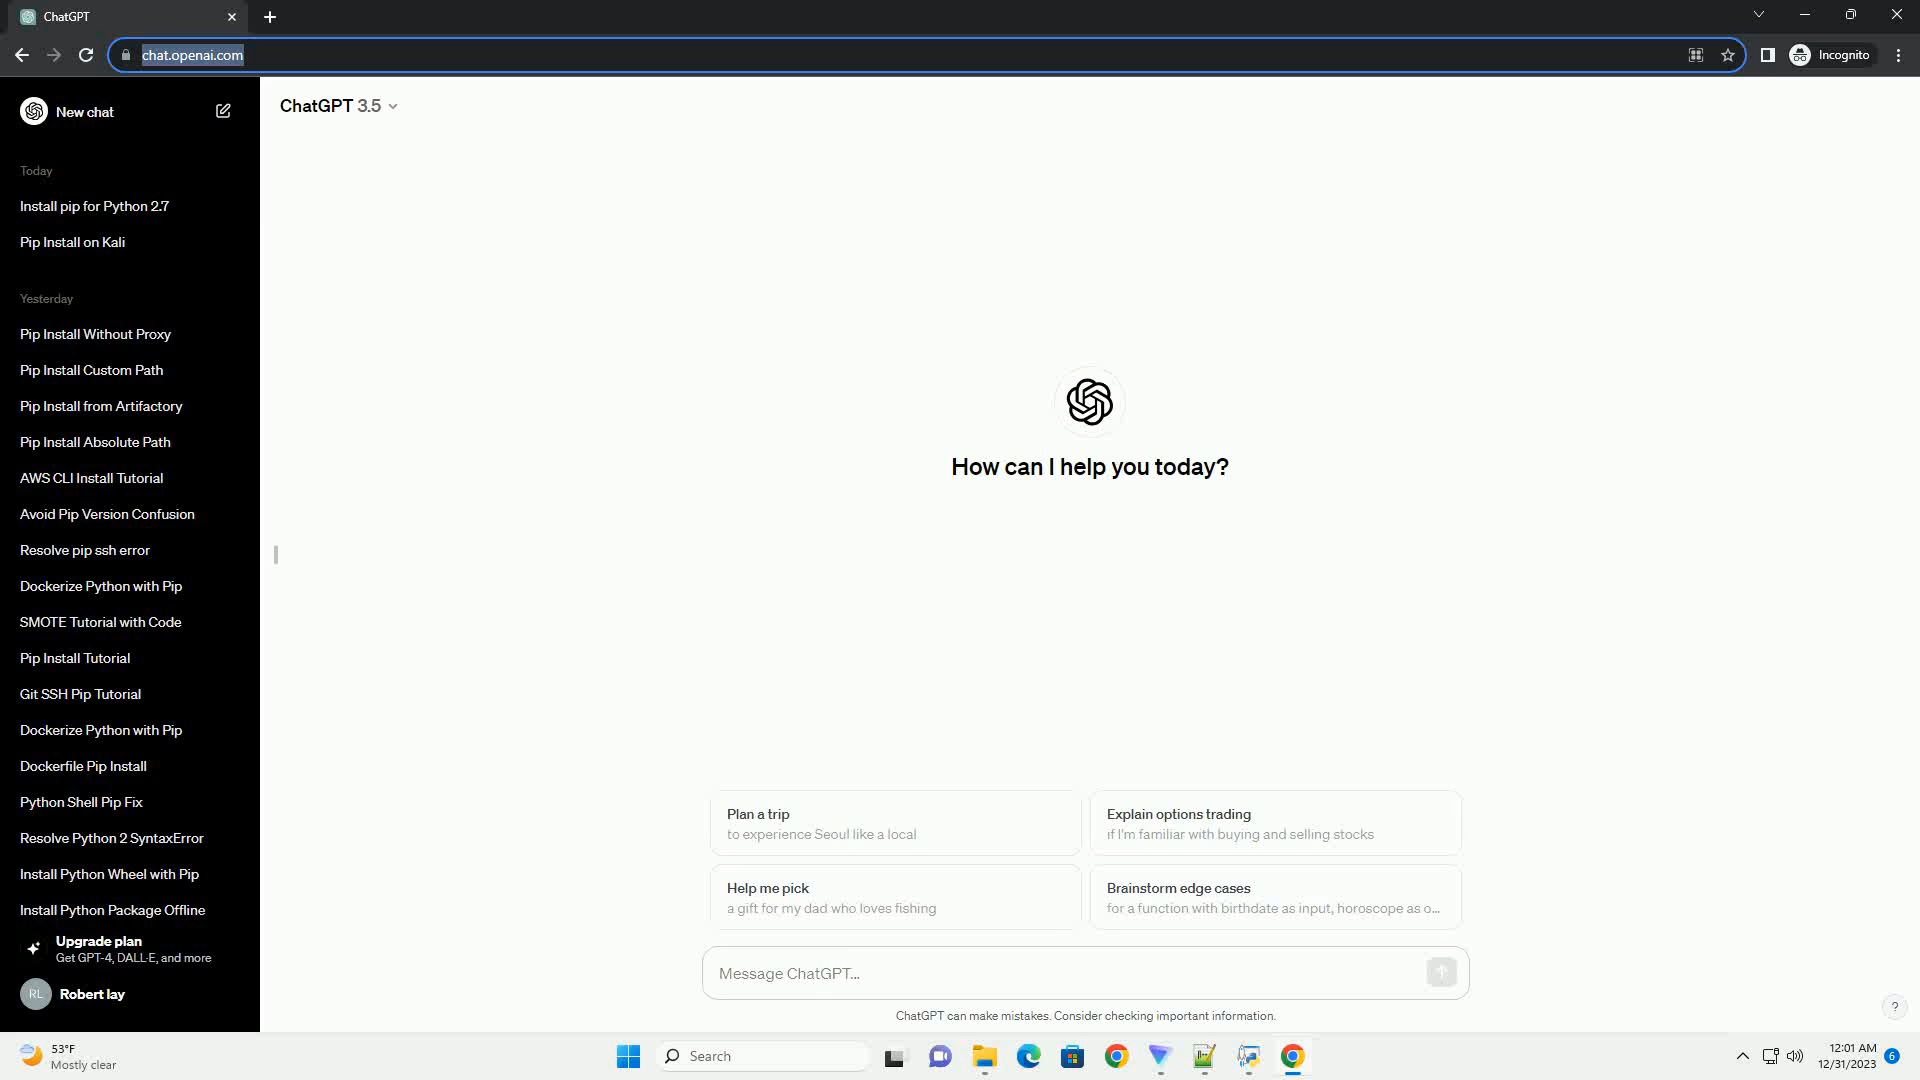 ChatGPT
chat.openai.com
Incognito
New chat
ChatGPT 3.5
Today
Install pip for Python 2.7
Pip Install on Kali
Yesterday
Pip Install Without Proxy
Pip Install Custom Path
Pip Install from Artifactory
Pip Install Absolute Path
AWS CLI Install Tutorial
Avoid Pip Version Confusion
Resolve pip ssh error
Dockerize Python with Pip
SMOTE Tutorial with Code
Pip Install Tutorial
Git SSH Pip Tutorial
Dockerize Python with Pip
Dockerfile Pip Install
Python Shell Pip Fix
Resolve Python 2 SyntaxError
Install Python Wheel with Pip
Install Python Package Offline
Upgrade plan
Get GPT-4, DALL·E, and more
RL
Robert lay
How can I help you today?
Plan a trip
to experience Seoul like a local
Explain options trading
if I'm familiar with buying and selling stocks
Help me pick
a gift for my dad who loves fishing
Brainstorm edge cases
for a function with birthdate as input, horoscope as o...
Message ChatGPT...
ChatGPT can make mistakes. Consider checking important information.
?
53°F
Mostly clear
Search
12:01 AM
12/31/2023
6